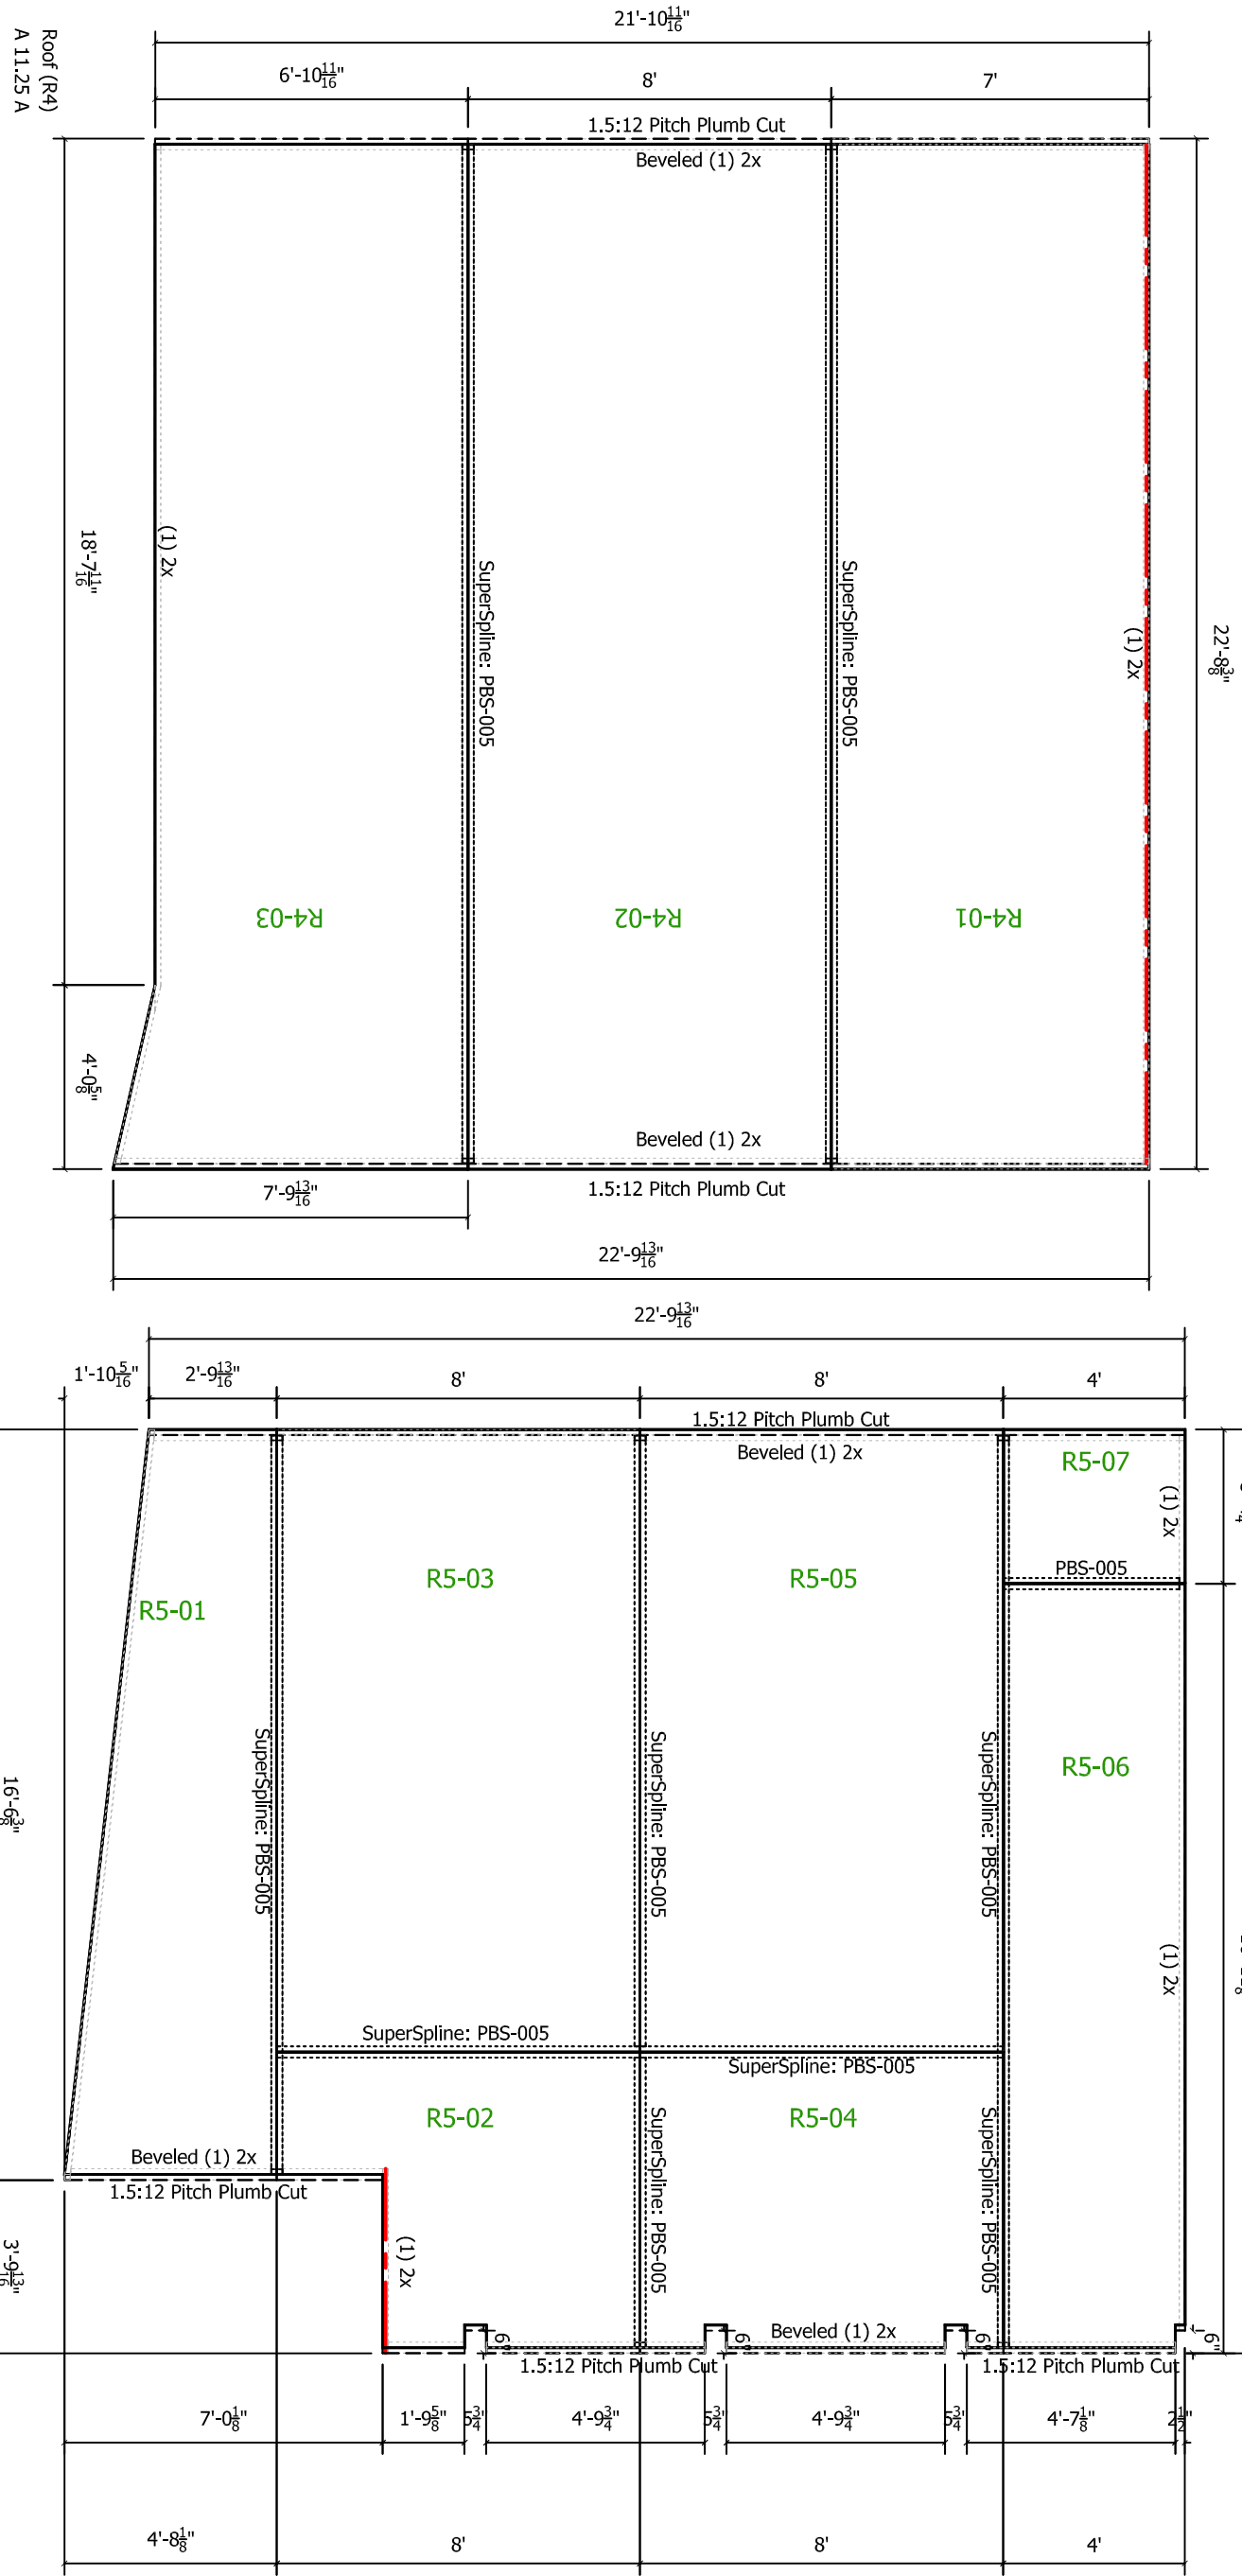 21'-10 11/16"
6'-10 11/16"
8'
7'
Roof (R4)
A 11.25 A
1.5:12 Pitch Plumb Cut
Beveled (1) 2x
22'-8 3/8"
(1) 2x
(1) 2x
18'-7 11/16"
SuperSpline: PBS-005
SuperSpline: PBS-005
R4-03
R4-02
R4-01
4'-0 5/8"
Beveled (1) 2x
1.5:12 Pitch Plumb Cut
7'-9 13/16"
22'-9 13/16"
22'-9 13/16"
1'-10 5/16"
2'-9 13/16"
8'
8'
4'
1.5:12 Pitch Plumb Cut
Beveled (1) 2x
R5-07
(1) 2x
PBS-005
R5-03
R5-05
R5-01
R5-06
SuperSpline: PBS-005
SuperSpline: PBS-005
SuperSpline: PBS-005
16'-6 3/8"
(1) 2x
SuperSpline: PBS-005
SuperSpline: PBS-005
R5-02
R5-04
SuperSpline: PBS-005
SuperSpline: PBS-005
Beveled (1) 2x
1.5:12 Pitch Plumb Cut
(1) 2x
3'-9 13/16"
6"
6"
Beveled (1) 2x
6"
6"
1.5:12 Pitch Plumb Cut
1.5:12 Pitch Plumb Cut
7'-0 1/8"
1'-9 5/8"
5 3/4"
4'-9 3/4"
5 3/4"
4'-9 3/4"
5 3/4"
4'-7 1/8"
2 1/2"
4'-8 1/8"
8'
8'
4'